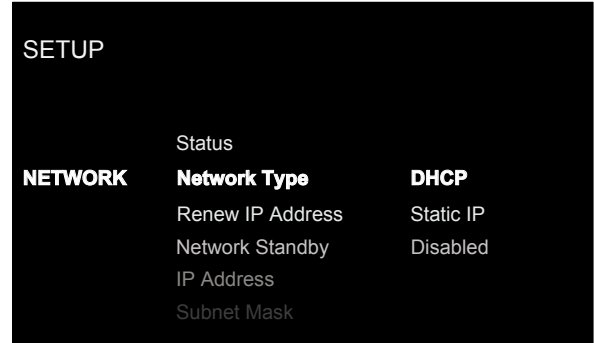 SETUP
Status
NETWORK Network Type DHCP
Renew IP Address Static IP
Network Standby Disabled
IP Address
Subnet Mask